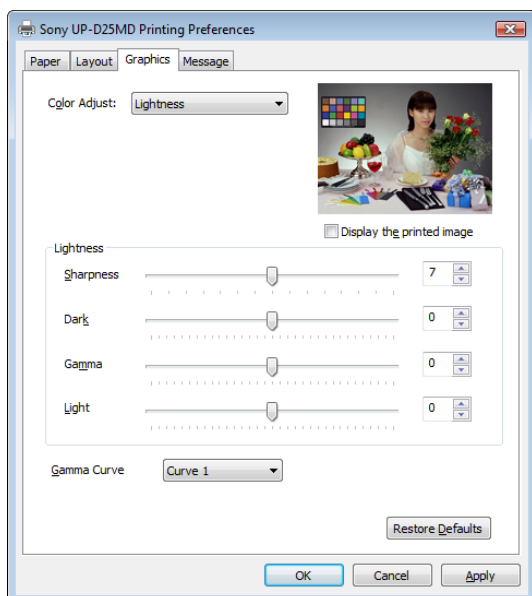 Sony UP-D25MD Printing Preferences
Paper Layout Graphics Message
Color Adjust: Lightness
Display the printed image
Lightness
Sharpness 7
Dark 0
Gamma 0
Light 0
Gamma Curve Curve 1
Restore Defaults
OK Cancel Apply